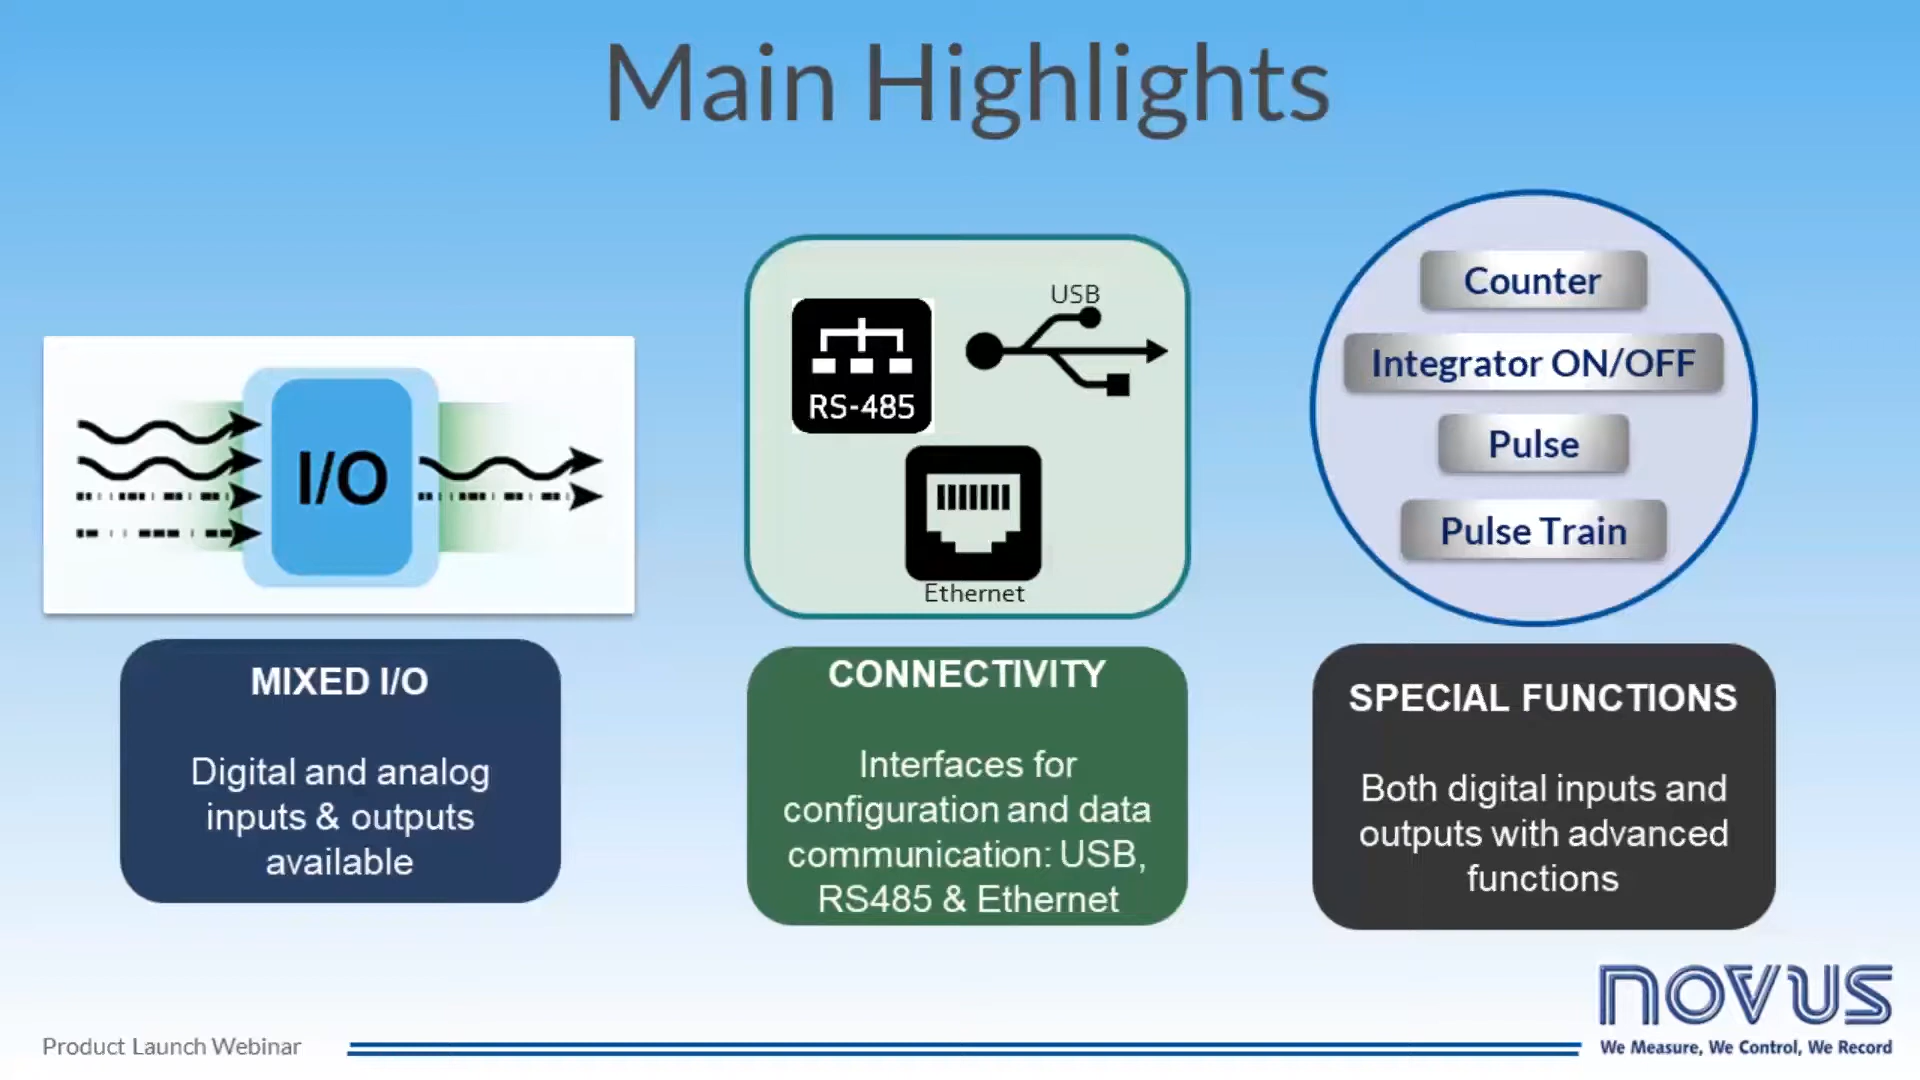 Main Highlights
I/O
MIXED I/O
Digital and analog
inputs & outputs
available
RS-485
USB
Ethernet
CONNECTIVITY
Interfaces for
configuration and data
communication: USB,
RS485 & Ethernet
Counter
Integrator ON/OFF
Pulse
Pulse Train
SPECIAL FUNCTIONS
Both digital inputs and
outputs with advanced
functions
Product Launch Webinar
novus
We Measure, We Control, We Record